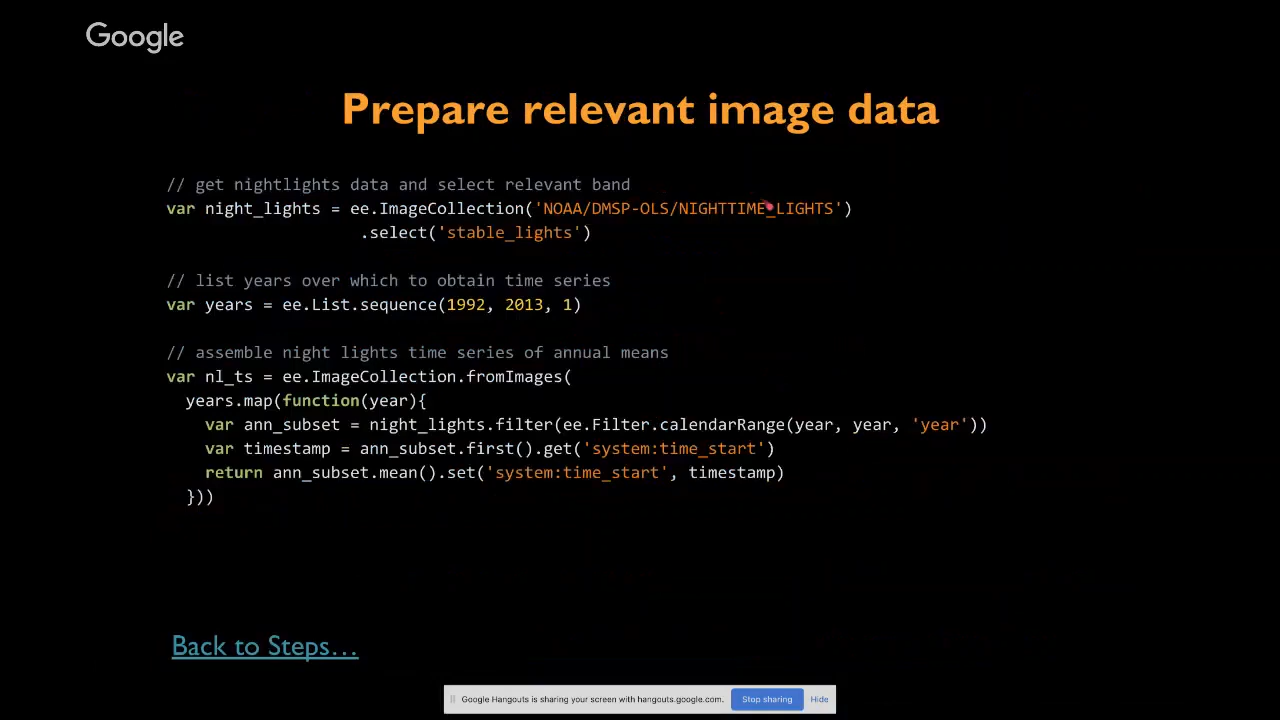 Google
Prepare relevant image data
// get nightlights data and select relevant band
var night_lights = ee.ImageCollection('NOAA/DMSP-OLS/NIGHTTIME_LIGHTS')
.select('stable_lights')
// list years over which to obtain time series
var years = ee.List.sequence(1992, 2013, 1)
// assemble night lights time series of annual means
var nl_ts = ee.ImageCollection.fromImages(
years.map(function(year){
var ann_subset = night_lights.filter(ee.Filter.calendarRange(year, year, 'year'))
var timestamp = ann_subset.first().get('system:time_start')
return ann_subset.mean().set('system:time_start', timestamp)
}))
Back to Steps…
Google Hangouts is sharing your screen with hangouts.google.com. Stop sharing Hide